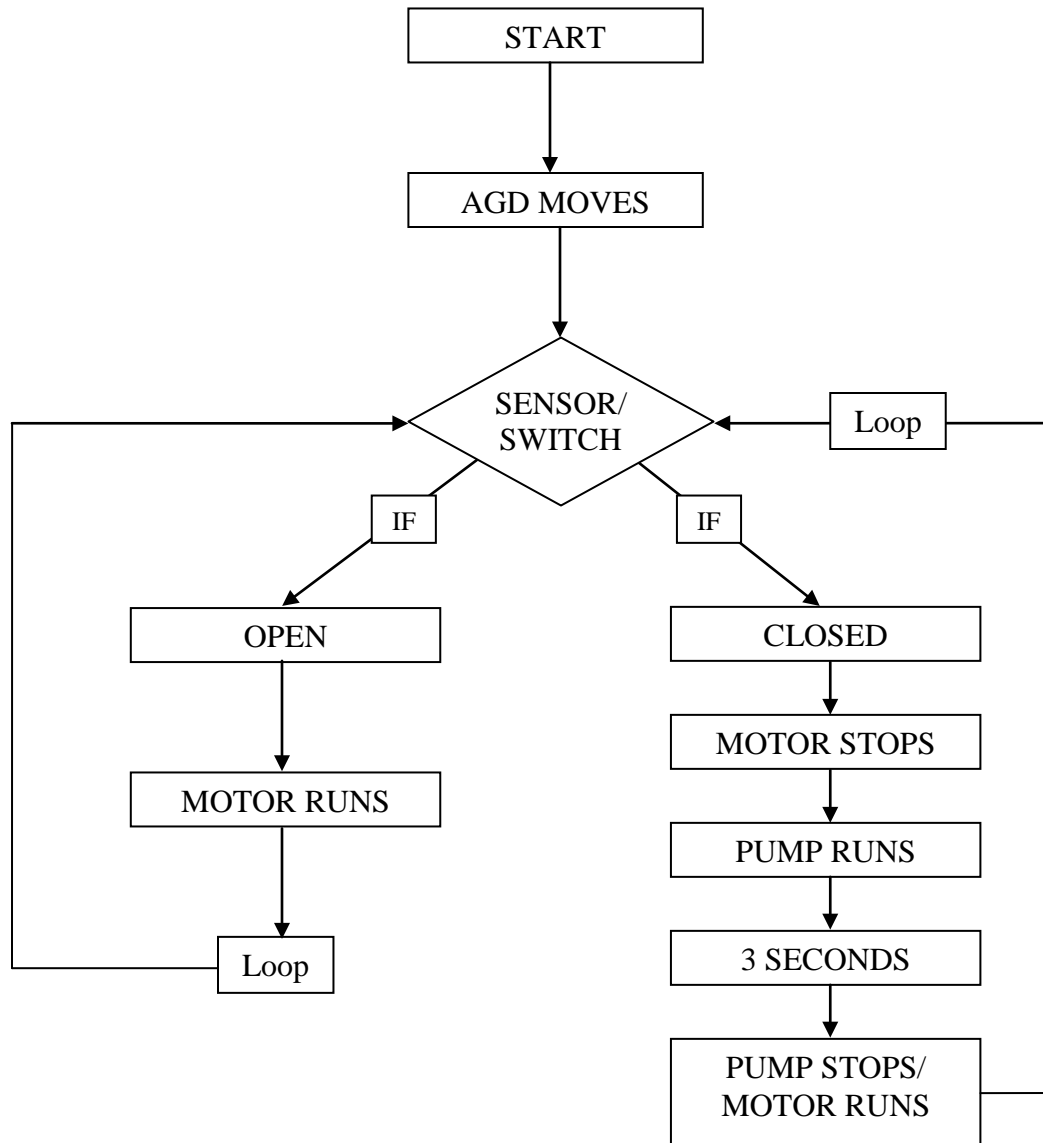 START
AGD MOVES
SENSOR/
SWITCH
Loop
IF
IF
OPEN
CLOSED
MOTOR STOPS
MOTOR RUNS
PUMP RUNS
Loop
3 SECONDS
PUMP STOPS/
MOTOR RUNS